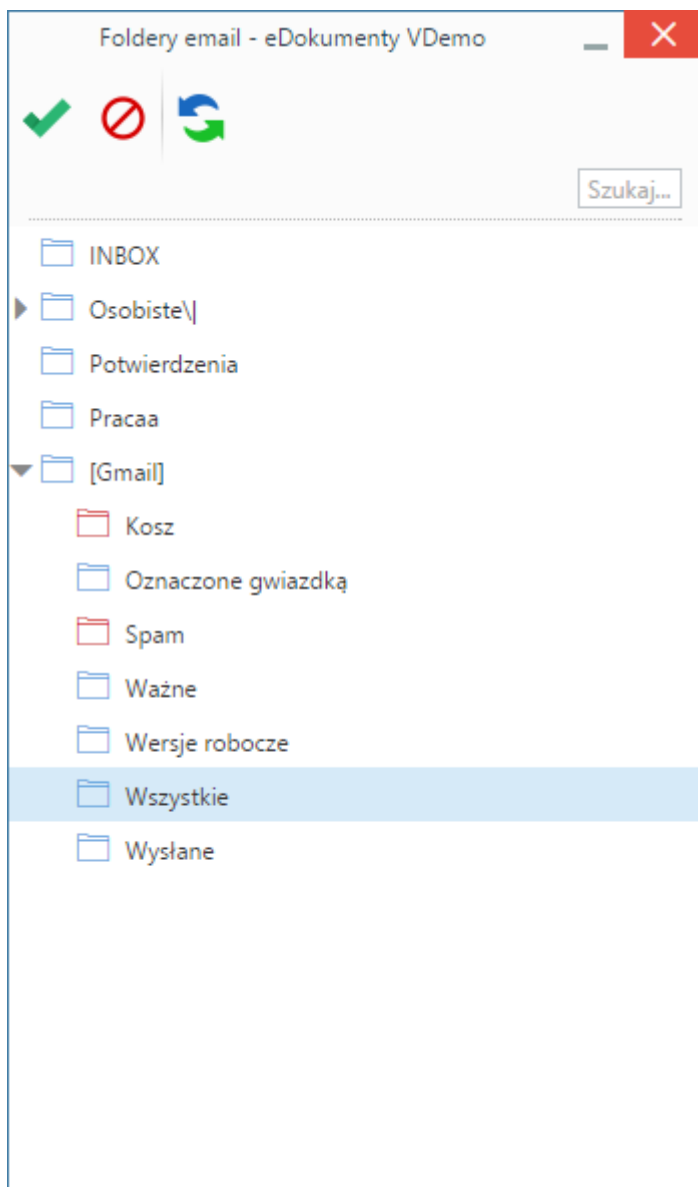 Foldery email - eDokumenty VDemo
Szukaj...
INBOX
Osobiste\|
Potwierdzenia
Pracaa
[Gmail]
Kosz
Oznaczone gwiazdką
Spam
Ważne
Wersje robocze
Wszystkie
Wysłane